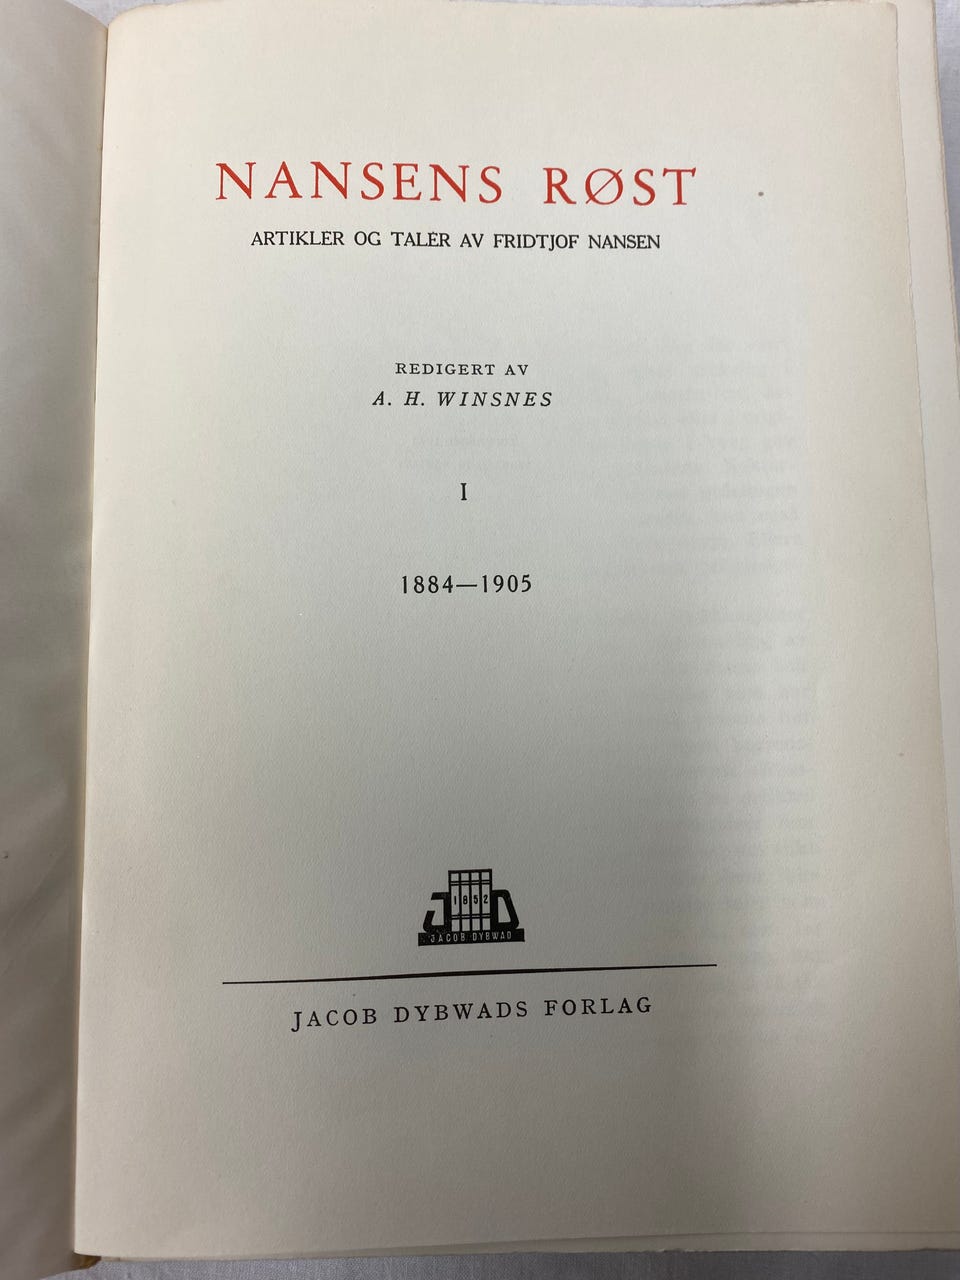 NANSENS RØST
ARTIKLER OG TALER AV FRIDTJOF NANSEN
REDIGERT AV
A. H. WINSNES
I
1884—1905
1852
JD
JACOB DYBWAD
JACOB DYBWADS FORLAG